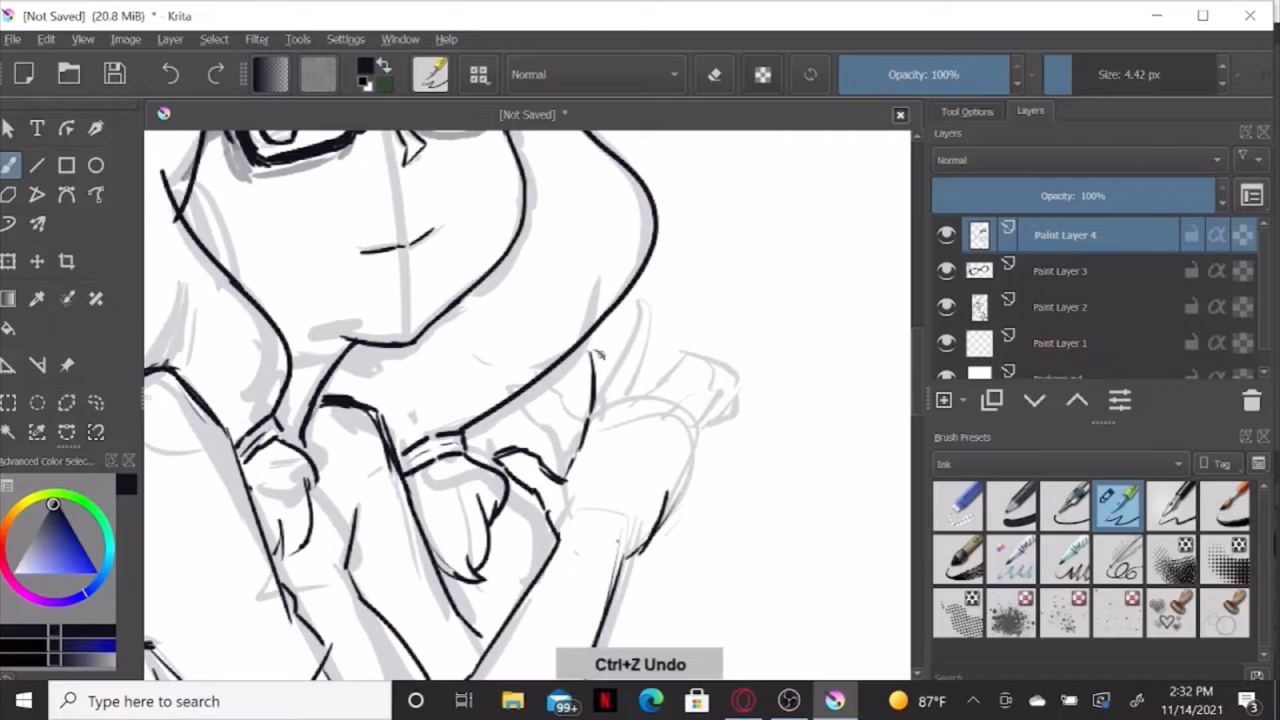 [Not Saved] (20.8 MiB) * - Krita
File Edit View Image Layer Select Filter Tools Settings Window Help
Normal
Opacity: 100%
Size: 4.42 px
[Not Saved] *
Tool Options
Layers
Layers
Normal
Opacity: 100%
Paint Layer 4
Paint Layer 3
Paint Layer 2
Paint Layer 1
Background
Brush Presets
Ink
Tag
Search
Advanced Color Selec...
Ctrl+Z Undo
Type here to search
99+
87°F
2:32 PM
11/14/2021
3